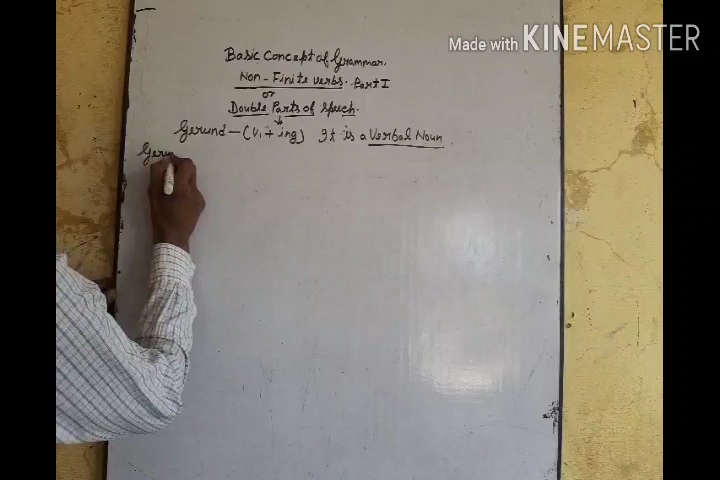 Made with KINEMASTER
Basic Concept of Grammar.
Non-Finite verbs. Part I
or
Double Parts of Speech.
Gerund – (V₁ + ing) It is a Verbal Noun
Geru